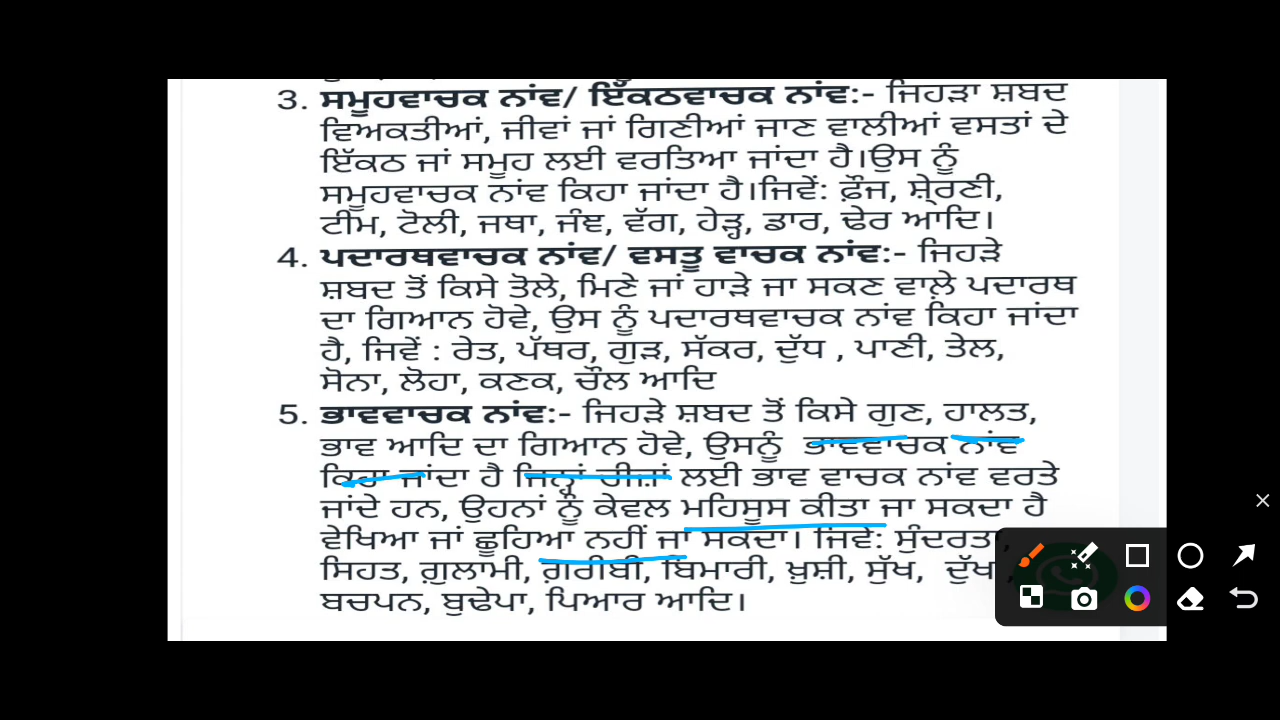 3. ਸਮੂਹਵਾਚਕ ਨਾਂਵ/ ਇੱਕਠਵਾਚਕ ਨਾਂਵ:- ਜਿਹੜਾ ਸ਼ਬਦ
ਵਿਅਕਤੀਆਂ, ਜੀਵਾਂ ਜਾਂ ਗਿਣੀਆਂ ਜਾਣ ਵਾਲੀਆਂ ਵਸਤਾਂ ਦੇ
ਇੱਕਠ ਜਾਂ ਸਮੂਹ ਲਈ ਵਰਤਿਆ ਜਾਂਦਾ ਹੈ।ਉਸ ਨੂੰ
ਸਮੂਹਵਾਚਕ ਨਾਂਵ ਕਿਹਾ ਜਾਂਦਾ ਹੈ।ਜਿਵੇਂ: ਫ਼ੌਜ, ਸ਼੍ਰੇਣੀ,
ਟੀਮ, ਟੋਲੀ, ਜਥਾ, ਜੰਞ, ਵੱਗ, ਹੇੜ੍ਹ, ਡਾਰ, ਢੇਰ ਆਦਿ।
4. ਪਦਾਰਥਵਾਚਕ ਨਾਂਵ/ ਵਸਤੂ ਵਾਚਕ ਨਾਂਵ:- ਜਿਹੜੇ
ਸ਼ਬਦ ਤੋਂ ਕਿਸੇ ਤੋਲੇ, ਮਿਣੇ ਜਾਂ ਹਾੜੇ ਜਾ ਸਕਣ ਵਾਲ਼ੇ ਪਦਾਰਥ
ਦਾ ਗਿਆਨ ਹੋਵੇ, ਉਸ ਨੂੰ ਪਦਾਰਥਵਾਚਕ ਨਾਂਵ ਕਿਹਾ ਜਾਂਦਾ
ਹੈ, ਜਿਵੇਂ : ਰੇਤ, ਪੱਥਰ, ਗੁੜ, ਸੱਕਰ, ਦੁੱਧ , ਪਾਣੀ, ਤੇਲ,
ਸੋਨਾ, ਲੋਹਾ, ਕਣਕ, ਚੌਲ ਆਦਿ
5. ਭਾਵਵਾਚਕ ਨਾਂਵ:- ਜਿਹੜੇ ਸ਼ਬਦ ਤੋਂ ਕਿਸੇ ਗੁਣ, ਹਾਲਤ,
ਭਾਵ ਆਦਿ ਦਾ ਗਿਆਨ ਹੋਵੇ, ਉਸਨੂੰ ਭਾਵਵਾਚਕ ਨਾਂਵ
ਕਿਹਾ ਜਾਂਦਾ ਹੈ ਜਿਨ੍ਹਾਂ ਚੀਜ਼ਾਂ ਲਈ ਭਾਵ ਵਾਚਕ ਨਾਂਵ ਵਰਤੇ
ਜਾਂਦੇ ਹਨ, ਉਹਨਾਂ ਨੂੰ ਕੇਵਲ ਮਹਿਸੂਸ ਕੀਤਾ ਜਾ ਸਕਦਾ ਹੈ
ਵੇਖਿਆ ਜਾਂ ਛੂਹਿਆ ਨਹੀਂ ਜਾ ਸਕਦਾ। ਜਿਵੇਂ: ਸੁੰਦਰਤਾ,
ਸਿਹਤ, ਗ਼ੁਲਾਮੀ, ਗ਼ਰੀਬੀ, ਬਿਮਾਰੀ, ਖ਼ੁਸ਼ੀ, ਸੁੱਖ, ਦੁੱਖ ,
ਬਚਪਨ, ਬੁਢੇਪਾ, ਪਿਆਰ ਆਦਿ।